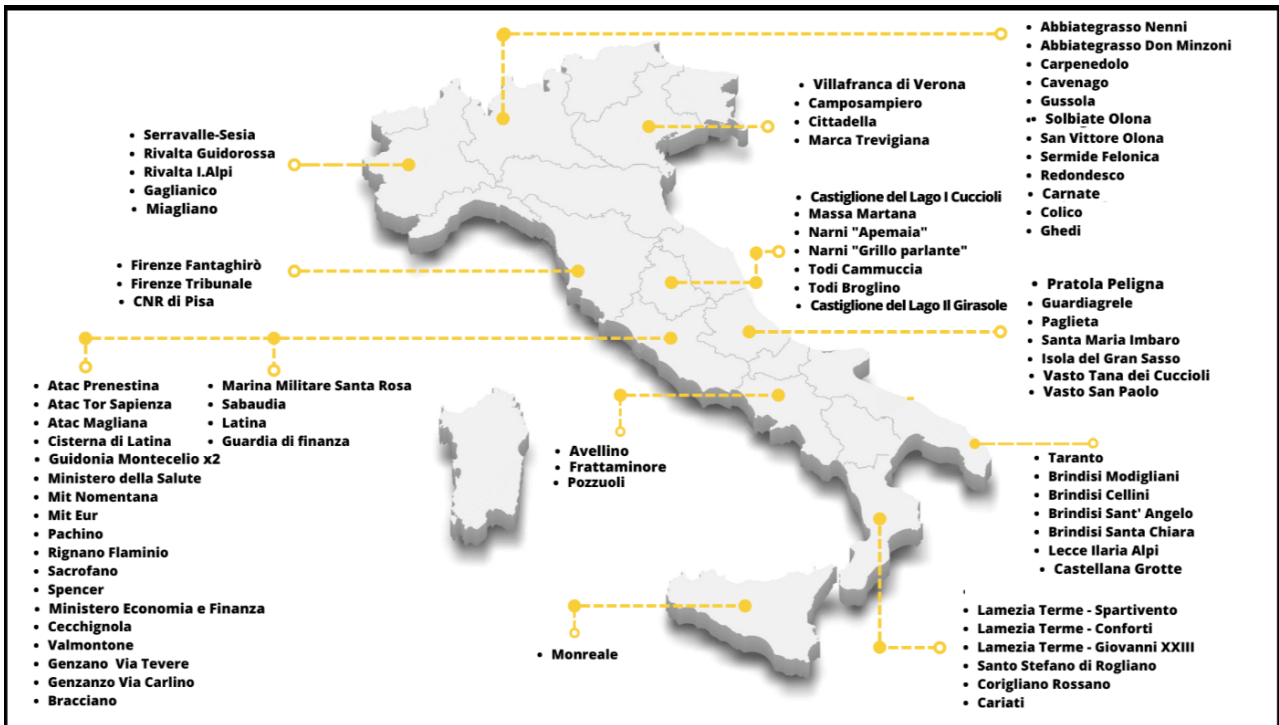 Abbiategrasso Nenni
Abbiategrasso Don Minzoni
Carpenedolo
Cavenago
Gussola
Solbiate Olona
San Vittore Olona
Sermide Felonica
Redondesco
Carnate
Colico
Ghedi
Villafranca di Verona
Camposampiero
Cittadella
Marca Trevigiana
Serravalle-Sesia
Rivalta Guidorossa
Rivalta I.Alpi
Gaglianico
Miagliano
Castiglione del Lago I Cuccioli
Massa Martana
Narni "Apemaia"
Narni "Grillo parlante"
Todi Cammuccia
Todi Broglino
Castiglione del Lago Il Girasole
Firenze Fantaghirò
Firenze Tribunale
CNR di Pisa
Pratola Peligna
Guardiagrele
Paglieta
Santa Maria Imbaro
Isola del Gran Sasso
Vasto Tana dei Cuccioli
Vasto San Paolo
Atac Prenestina
Atac Tor Sapienza
Atac Magliana
Cisterna di Latina
Guidonia Montecelio x2
Ministero della Salute
Mit Nomentana
Mit Eur
Pachino
Rignano Flaminio
Sacrofano
Spencer
Ministero Economia e Finanza
Cecchignola
Valmontone
Genzano Via Tevere
Genzanzo Via Carlino
Bracciano
Marina Militare Santa Rosa
Sabaudia
Latina
Guardia di finanza
Avellino
Frattaminore
Pozzuoli
Taranto
Brindisi Modigliani
Brindisi Cellini
Brindisi Sant' Angelo
Brindisi Santa Chiara
Lecce Ilaria Alpi
Castellana Grotte
Monreale
Lamezia Terme - Spartivento
Lamezia Terme - Conforti
Lamezia Terme - Giovanni XXIII
Santo Stefano di Rogliano
Corigliano Rossano
Cariati